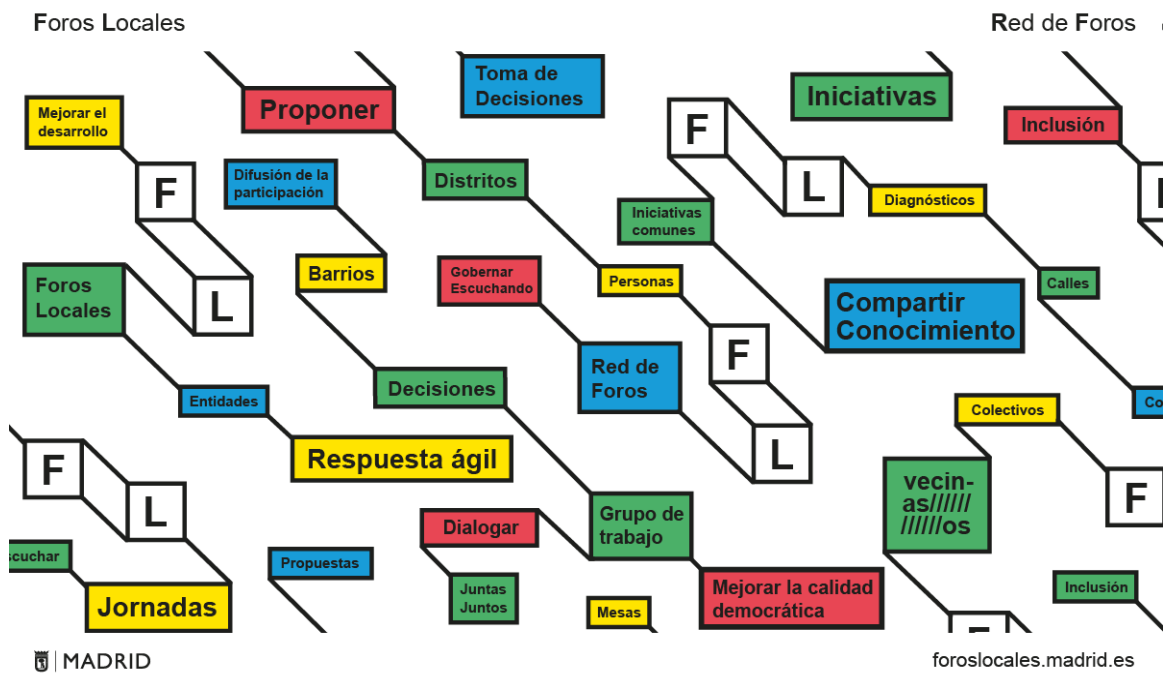 Foros Locales
Red de Foros
Toma de
Decisiones
Proponer
Iniciativas
Mejorar el
desarrollo
Inclusión
F
F
L
Difusión de la
participación
Distritos
L
Diagnósticos
Iniciativas
comunes
Barrios
Gobernar
Escuchando
Personas
Calles
Foros
Locales
L
Compartir
Conocimiento
F
Red de
Foros
Decisiones
Entidades
Colectivos
L
F
Respuesta ágil
L
vecin-
as//////
//////os
F
Grupo de
trabajo
Dialogar
Propuestas
Juntas
Juntos
Mejorar la calidad
democrática
Inclusión
Jornadas
Mesas
MADRID
foroslocales.madrid.es